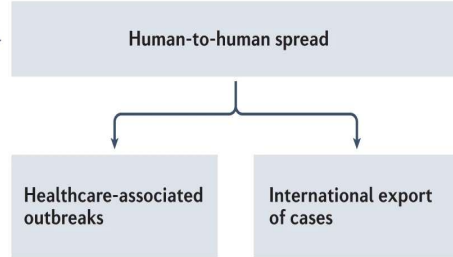 Human-to-human spread
Healthcare-associated
outbreaks
International export
of cases